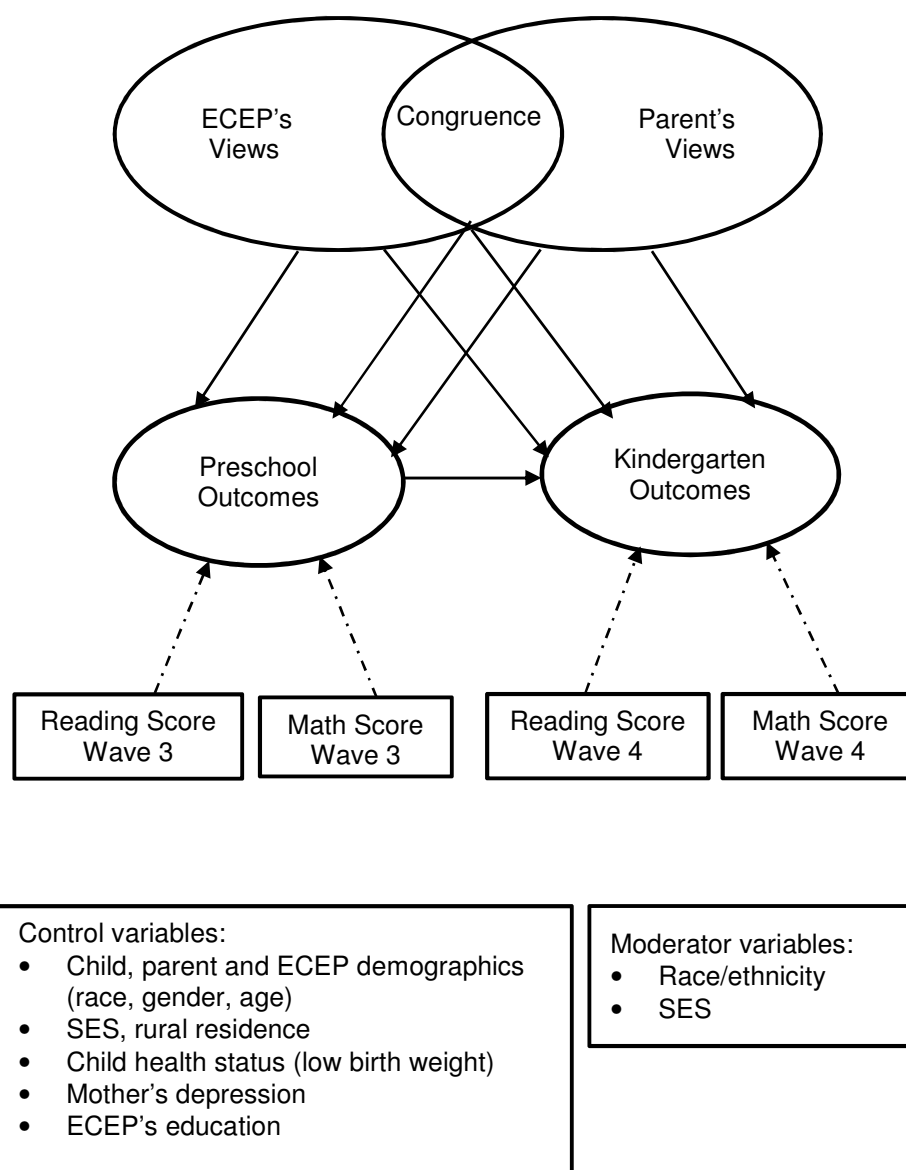 ECEP's
Views
Congruence
Parent's
Views
Preschool
Outcomes
Kindergarten
Outcomes
Reading Score
Wave 3
Math Score
Wave 3
Reading Score
Wave 4
Math Score
Wave 4
Control variables:
• Child, parent and ECEP demographics
(race, gender, age)
• SES, rural residence
• Child health status (low birth weight)
• Mother's depression
• ECEP's education
Moderator variables:
• Race/ethnicity
• SES